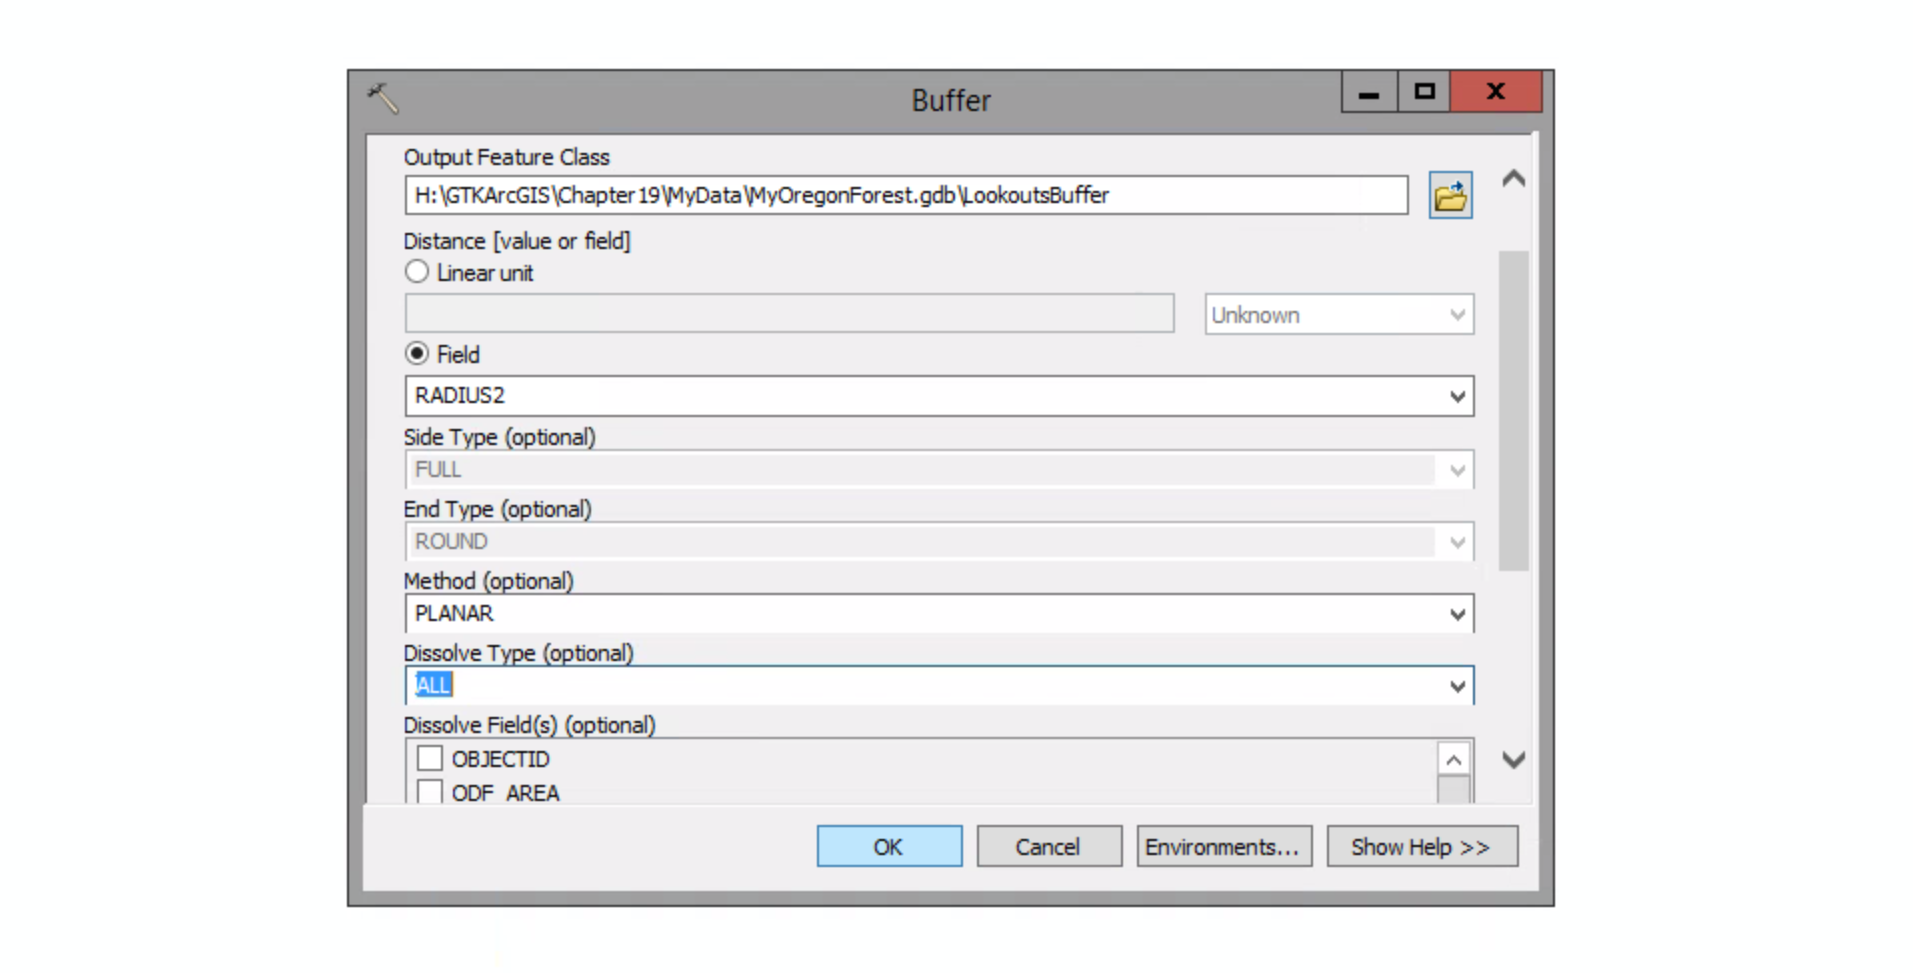 Buffer
X
Output Feature Class
H:\GTKArcGIS\Chapter19\MyData\MyOregonForest.gdb\LookoutsBuffer
Distance [value or field]
Linear unit
Unknown
Field
RADIUS2
Side Type (optional)
FULL
End Type (optional)
ROUND
Method (optional)
PLANAR
Dissolve Type (optional)
ALL
Dissolve Field(s) (optional)
OBJECTID
ODF_AREA
OK Cancel Environments... Show Help >>